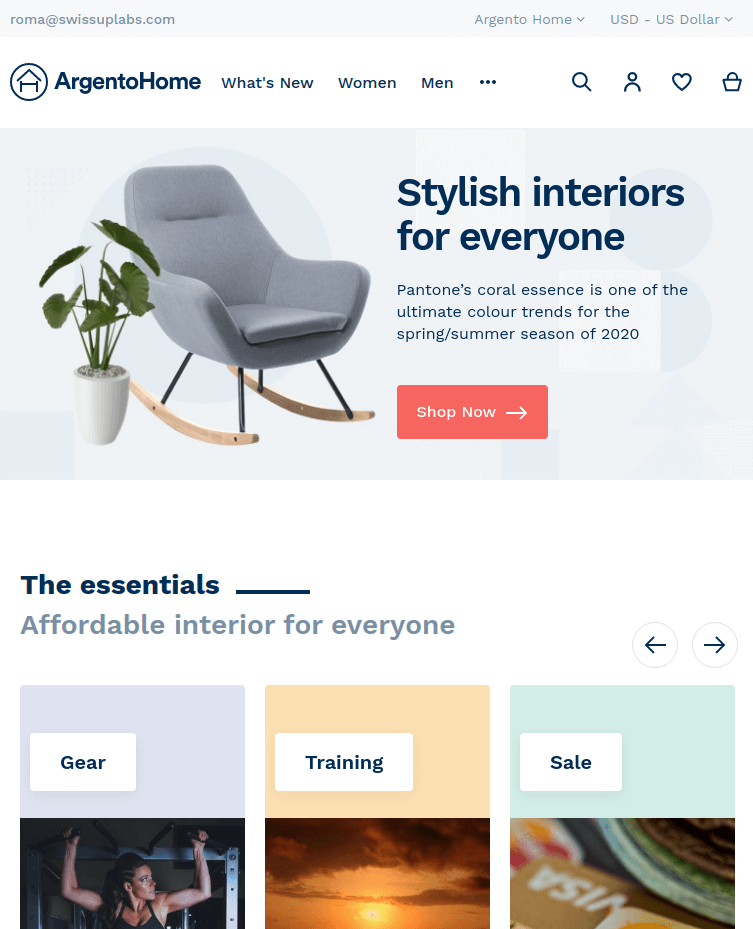 roma@swissuplabs.com
Argento Home
USD - US Dollar
ArgentoHome
What's New
Women
Men
Stylish interiors
for everyone
Pantone’s coral essence is one of the
ultimate colour trends for the
spring/summer season of 2020
Shop Now
The essentials
Affordable interior for everyone
Gear
Training
Sale
VISA